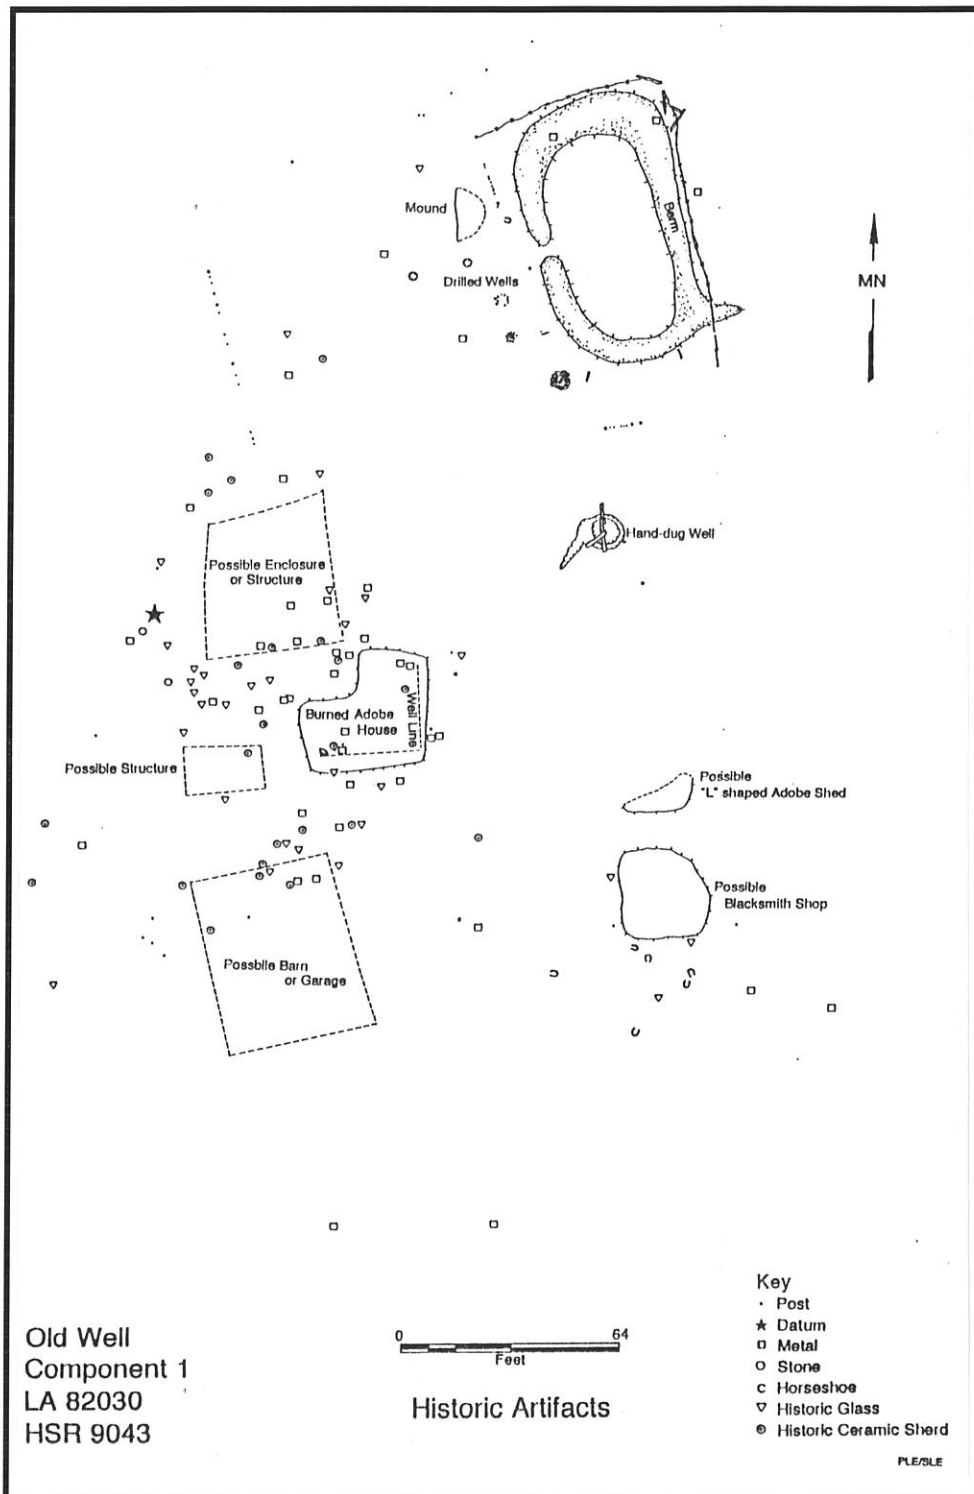 Mound
Berm
Drilled Wells
MN
Hand-dug Well
Possible Enclosure
or Structure
Burned Adobe
House
Well Line
Possible Structure
Possible
"L" shaped Adobe Shed
Possible
Blacksmith Shop
Possbile Barn
or Garage
Old Well
Component 1
LA 82030
HSR 9043
0 64
Feet
Historic Artifacts
Key
Post
Datum
Metal
Stone
Horseshoe
Historic Glass
Historic Ceramic Sherd
PLE/SLE